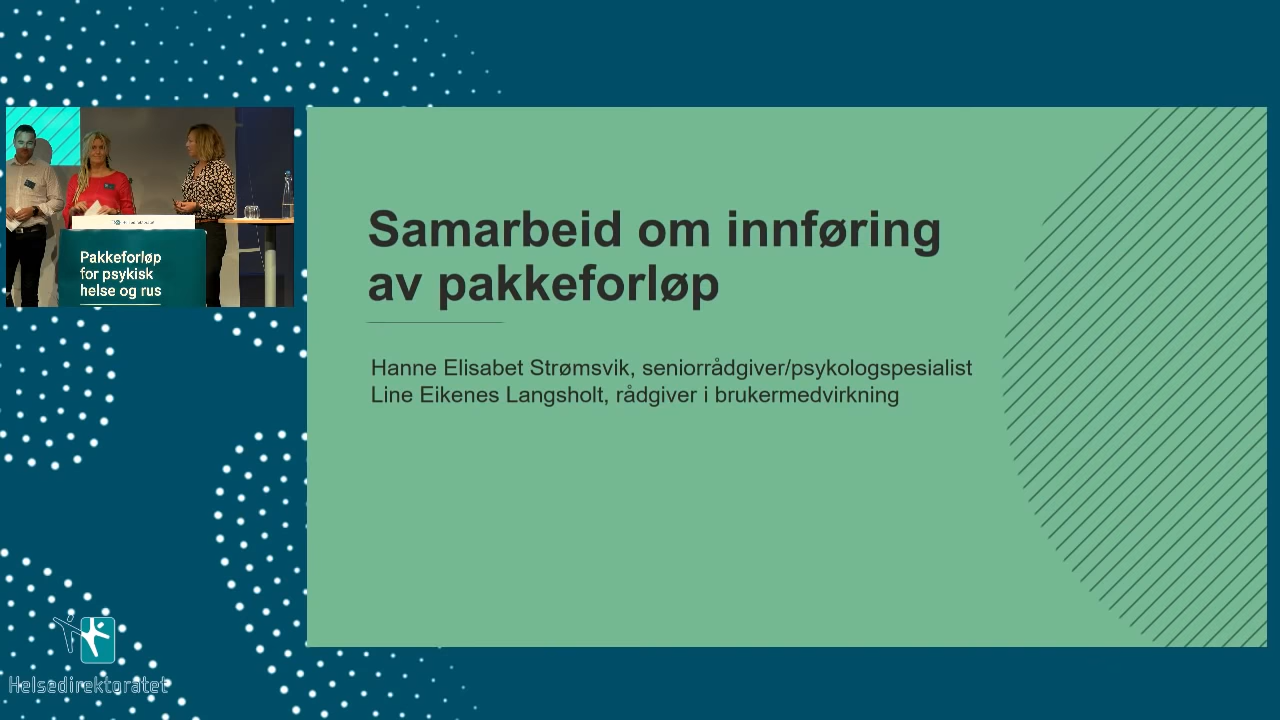 Pakkeforløp
for psykisk
helse og rus
Samarbeid om innføring
av pakkeforløp
Hanne Elisabet Strømsvik, seniorrådgiver/psykologspesialist
Line Eikenes Langsholt, rådgiver i brukermedvirkning
Helsedirektoratet